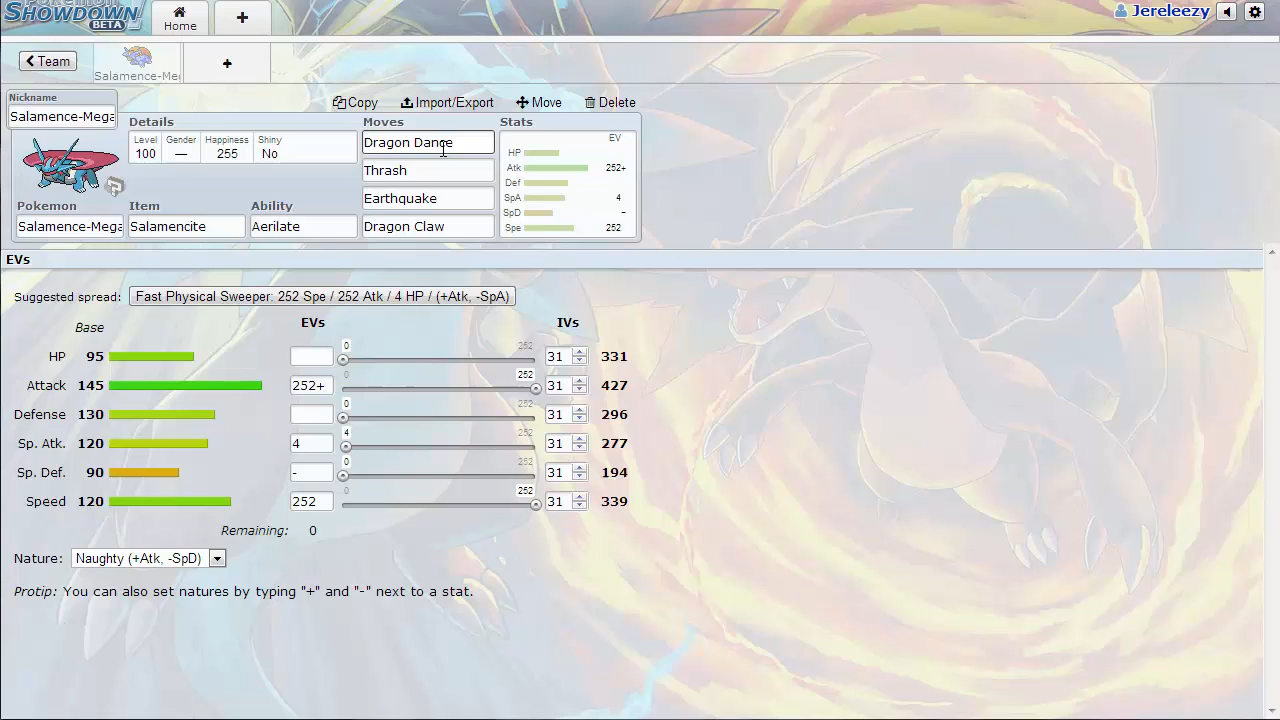 Pokémon
SHOWDOWN
BETA
Home
+
Jereleezy
Team
Salamence-Me
+
Nickname
Salamence-Mega
Copy
Import/Export
Move
Delete
Details
Moves
Stats
Level
Gender
Happiness
Shiny
100
—
255
No
Dragon Dance
Thrash
Earthquake
Dragon Claw
EV
HP
Atk 252+
Def
SpA 4
SpD –
Spe 252
Pokemon
Item
Ability
Salamence-Mega
Salamencite
Aerilate
EVs
Suggested spread: Fast Physical Sweeper: 252 Spe / 252 Atk / 4 HP / (+Atk, -SpA)
Base EVs IVs
HP 95 0 252 31 331
Attack 145 252+ 0 252 31 427
Defense 130 0 252 31 296
Sp. Atk. 120 4 4 252 31 277
Sp. Def. 90 - 0 252 31 194
Speed 120 252 0 252 31 339
Remaining: 0
Nature: Naughty (+Atk, -SpD)
Protip: You can also set natures by typing "+" and "-" next to a stat.